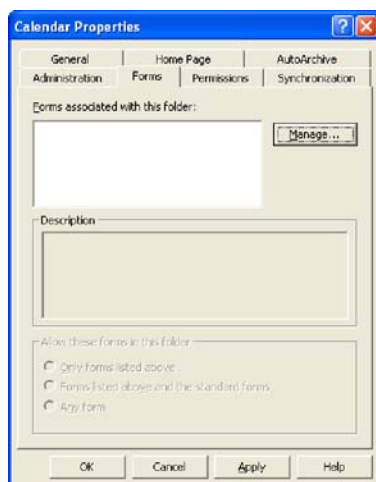 Calendar Properties
General Home Page AutoArchive
Administration Forms Permissions Synchronization
Forms associated with this folder:
Manage...
Description
Allow these forms in this folder
Only forms listed above
Forms listed above and the standard forms
Any form
OK Cancel Apply Help